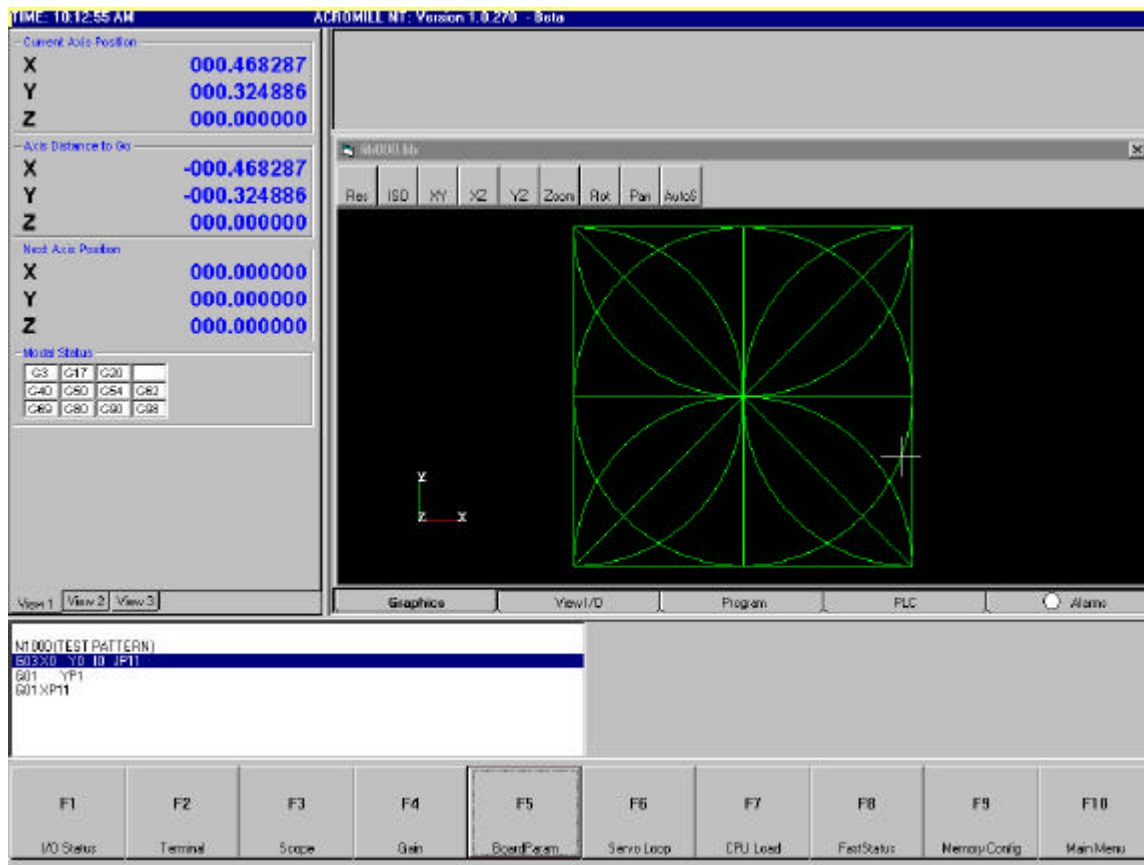 TIME: 10:12:55 AM ACROMILL NT: Version 1.0.270 - Beta
Current Axis Position
X 000.468287
Y 000.324886
Z 000.000000
Axis Distance to Go
X -000.468287
Y -000.324886
Z 000.000000
Next Axis Position
X 000.000000
Y 000.000000
Z 000.000000
Modal Status
G3 G17 G20
G40 G50 G54 G62
G69 G80 G90 G98
View 1 View 2 View 3
Res ISO XY XZ YZ Zoom Rot Pan AutoS
Y
Z X
Graphics View I/O Program PLC Alarms
N1000(TEST PATTERN)
G03 X0 Y0 I0 JP11
G01 YP1
G01 XP11
F1 F2 F3 F4 F5 F6 F7 F8 F9 F10
I/O Status Terminal Scope Gain BoardParam Servo Loop CPU Load FastStatus Memory Config Main Menu